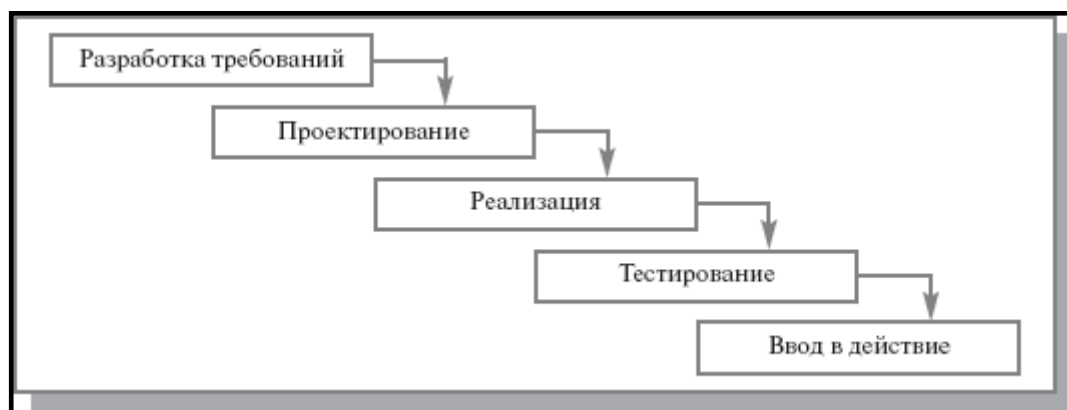 Разработка требований
Проектирование
Реализация
Тестирование
Ввод в действие